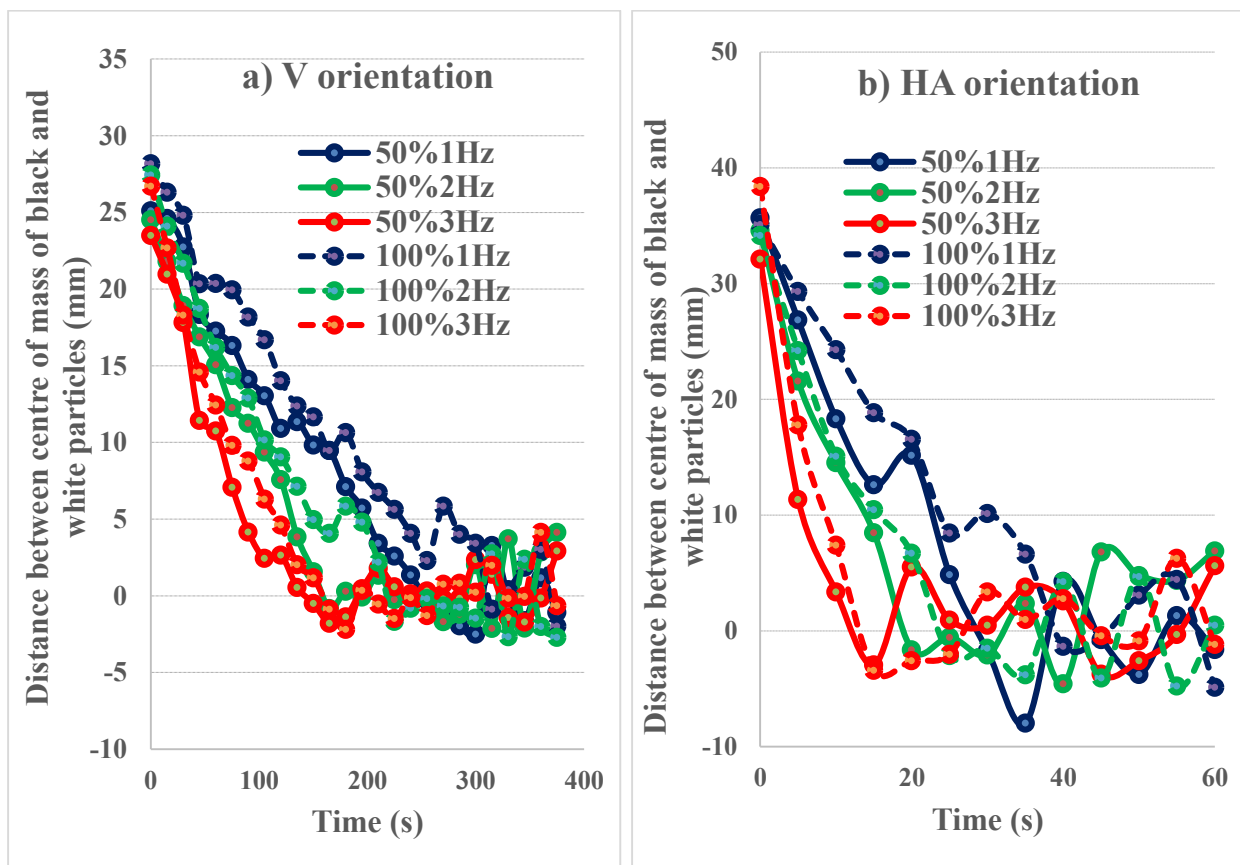 a) V orientation
Distance between centre of mass of black and
white particles (mm)
35
30
25
20
15
10
5
0
-5
-10
50%1Hz
50%2Hz
50%3Hz
100%1Hz
100%2Hz
100%3Hz
0
100
200
300
400
Time (s)
b) HA orientation
Distance between centre of mass of black and
white particles (mm)
50
40
30
20
10
0
-10
50%1Hz
50%2Hz
50%3Hz
100%1Hz
100%2Hz
100%3Hz
0
20
40
60
Time (s)